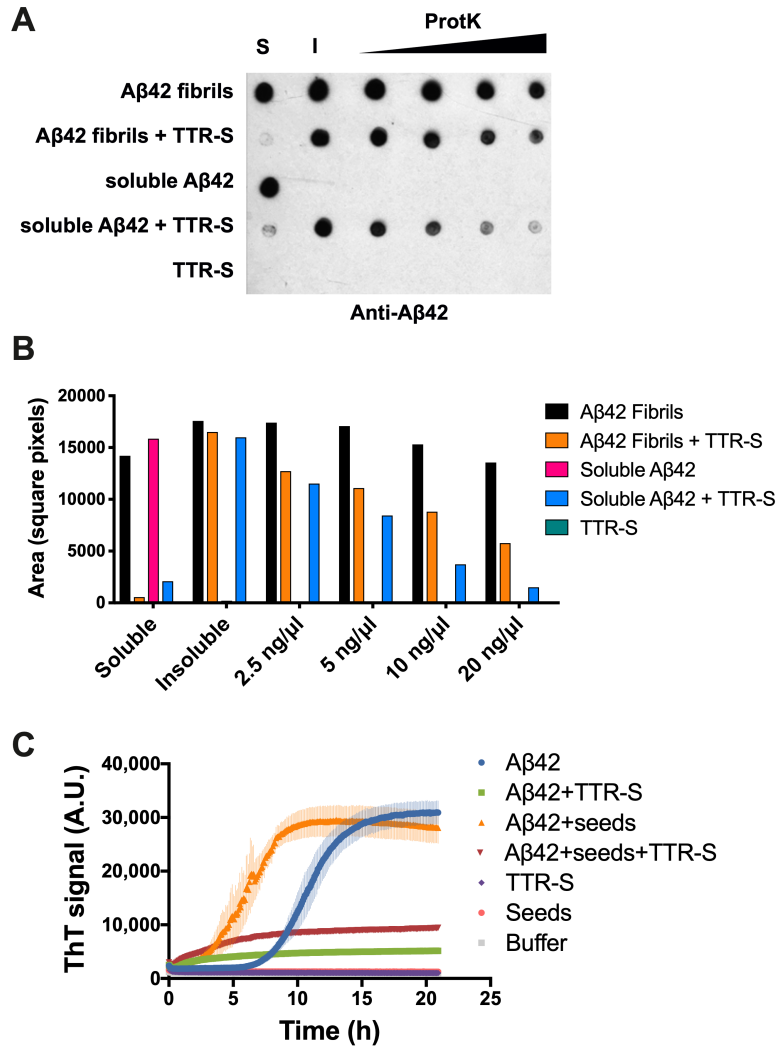 A
ProtK
S I
Aβ42 fibrils
Aβ42 fibrils + TTR-S
soluble Aβ42
soluble Aβ42 + TTR-S
TTR-S
Anti-Aβ42
B
Area (square pixels)
20000
15000
10000
5000
0
Soluble
Insoluble
2.5 ng/µl
5 ng/µl
10 ng/µl
20 ng/µl
Aβ42 Fibrils
Aβ42 Fibrils + TTR-S
Soluble Aβ42
Soluble Aβ42 + TTR-S
TTR-S
C
ThT signal (A.U.)
40,000
30,000
20,000
10,000
0
0 5 10 15 20 25
Time (h)
Aβ42
Aβ42+TTR-S
Aβ42+seeds
Aβ42+seeds+TTR-S
TTR-S
Seeds
Buffer